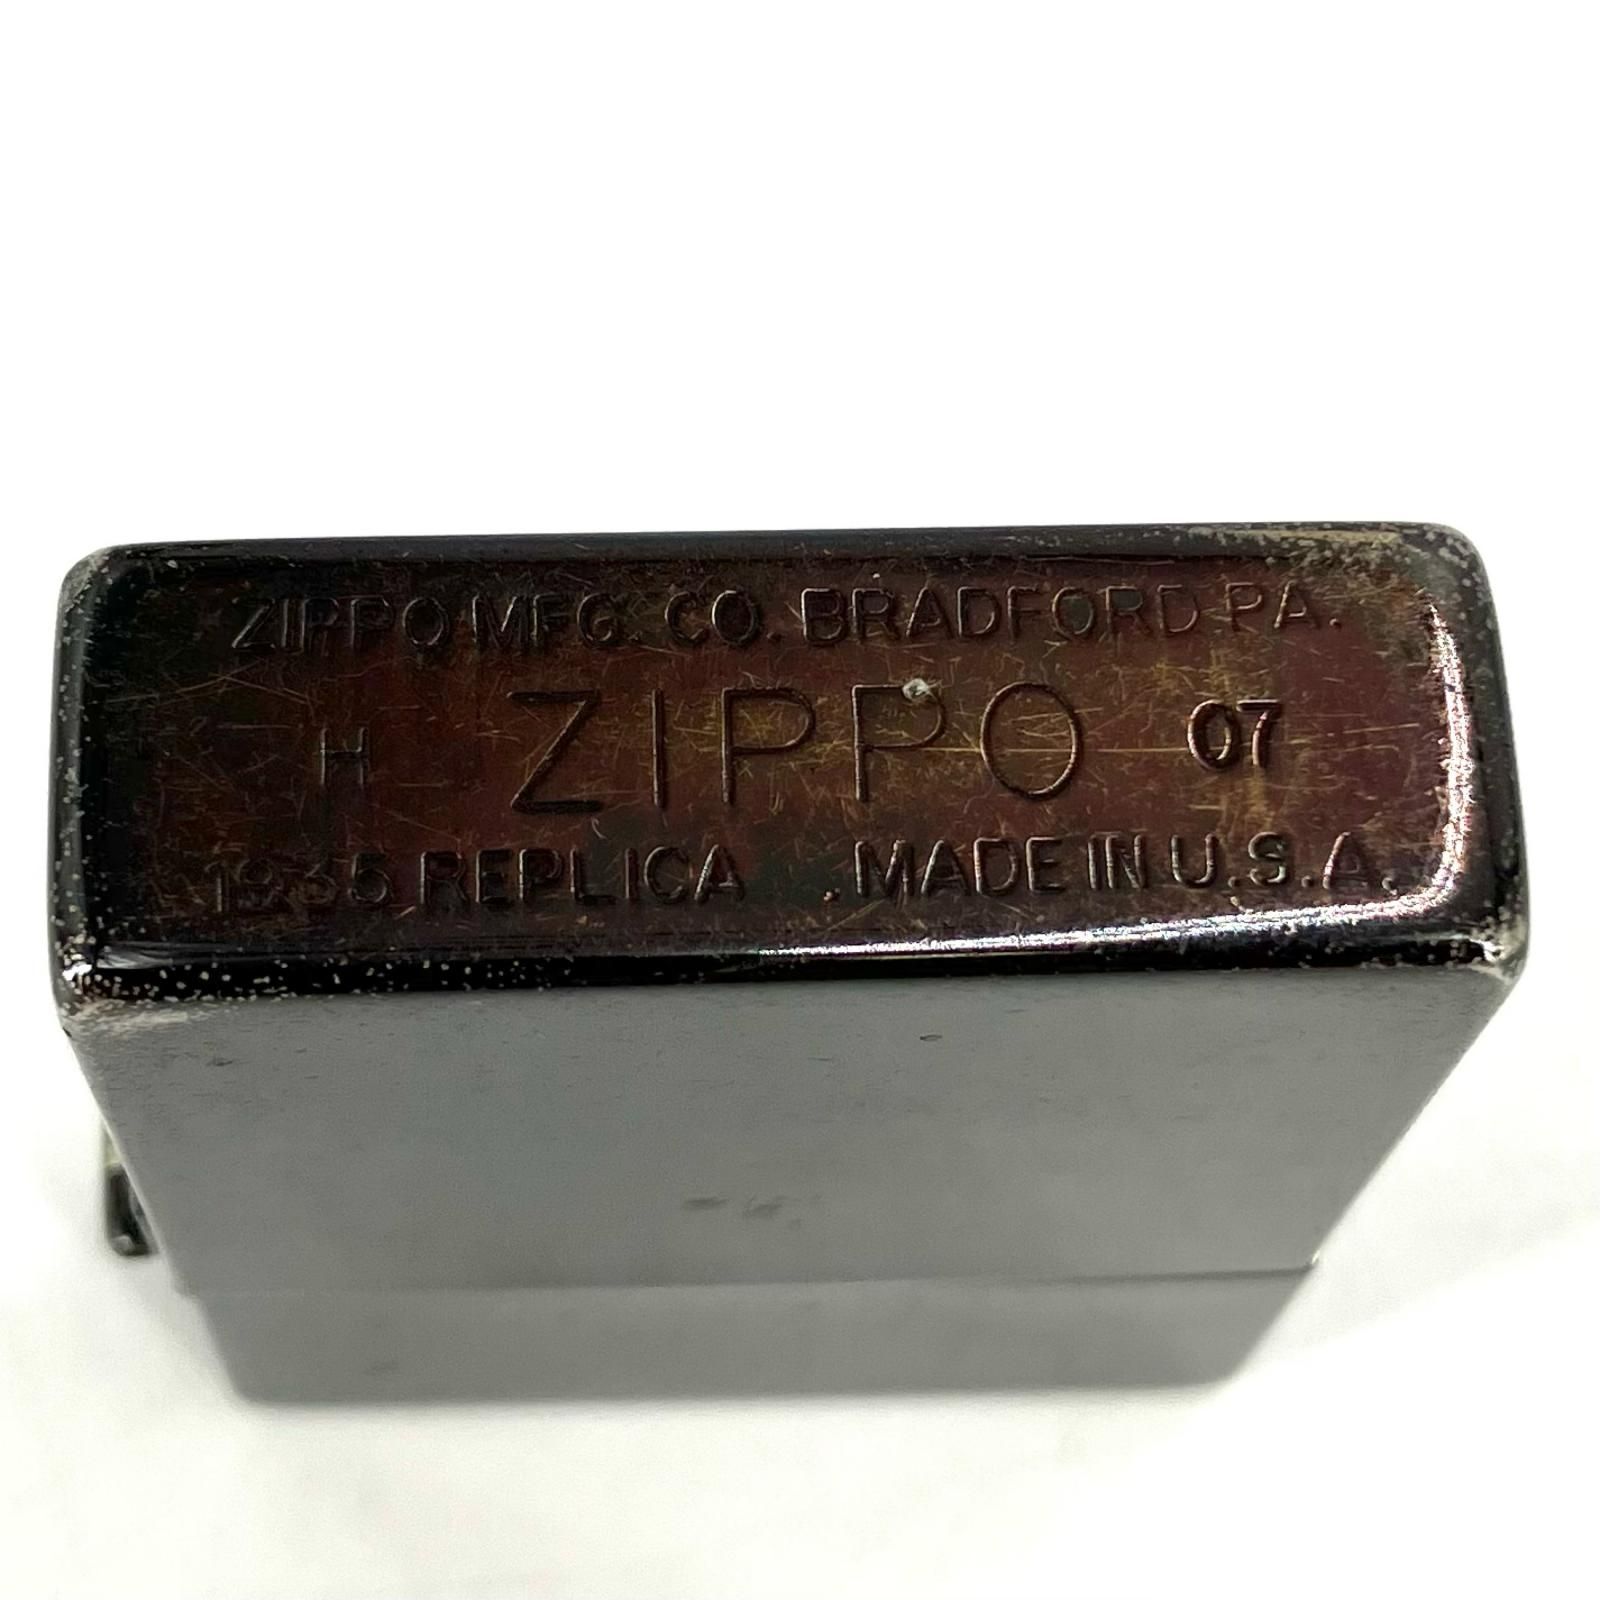 ZIPPO MFG. CO. BRADFORD PA.
H ZIPPO 07
1935 REPLICA . MADE IN U.S.A.